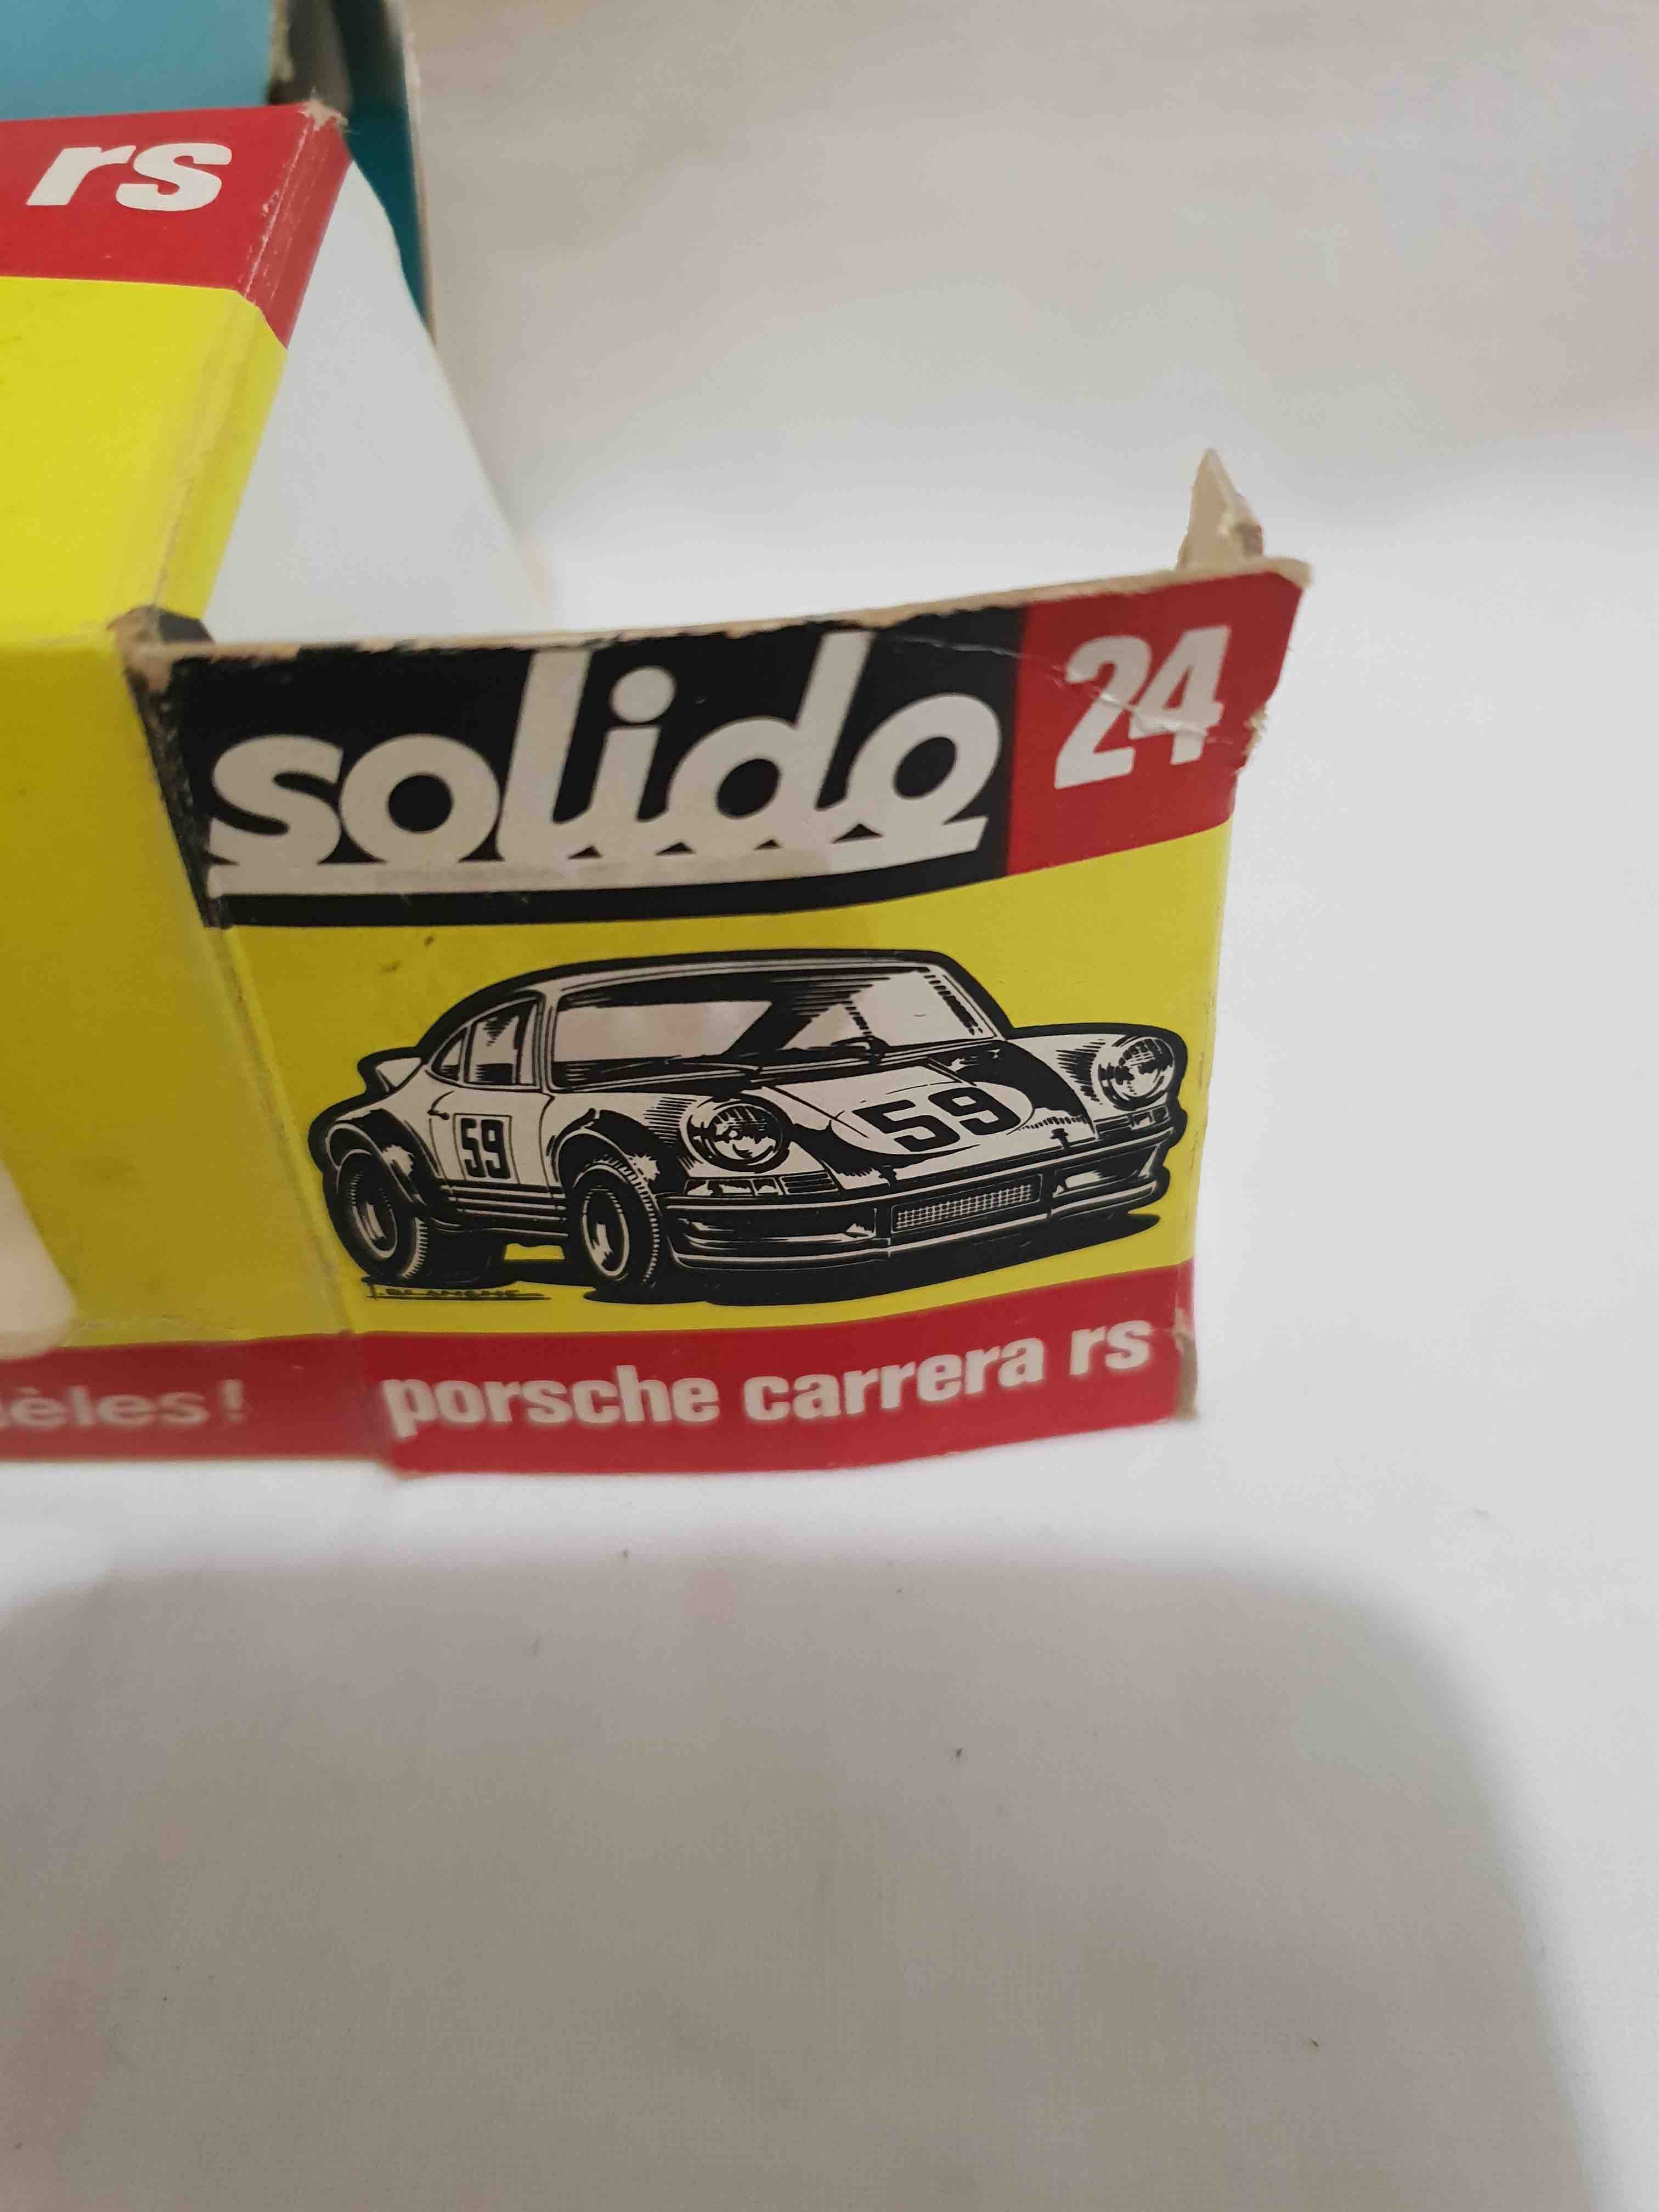 rs
solido 24
59
59
èles!
porsche carrera rs